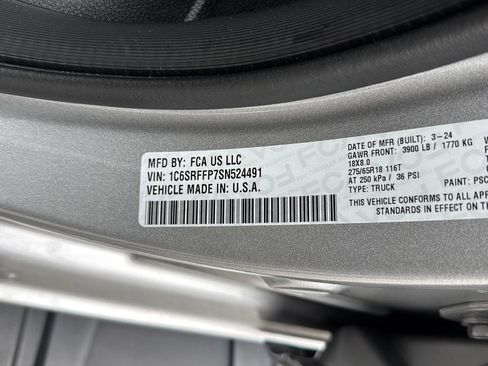 MFD BY: FCA US LLC
VIN: 1C6SRFFP7SN524491
VEHICLE MADE IN: U.S.A.
DATE OF MFR (BUILT): 3-24
GAWR FRONT: 3900 LB / 1770 KG
18X8.0
275/65R18 116T
AT 250 kPa / 36 PSI
TYPE: TRUCK PAINT: PSC
THIS VEHICLE CONFORMS TO ALL APP
STANDARDS IN EFFECT ON